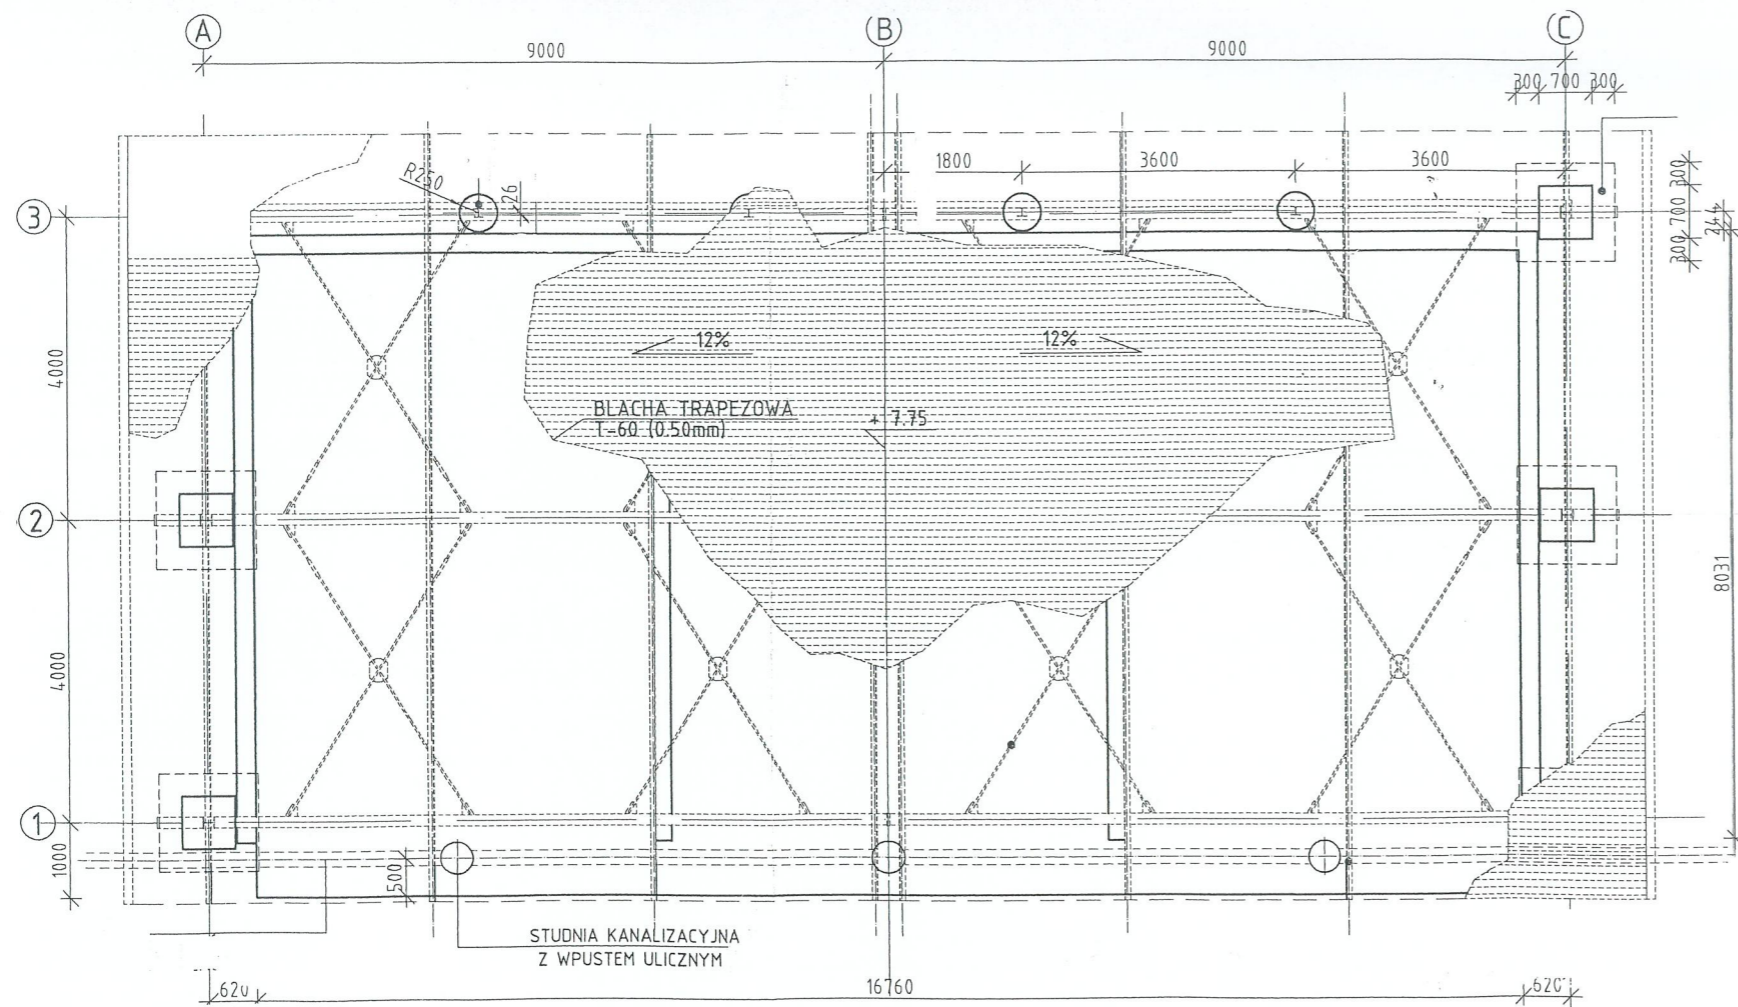 A
B
C
9000
9000
300 700 300
1800
3600
3600
R250
26
300
700
300
244
3
12%
12%
4000
BLACHA TRAPEZOWA
T-60 (0.50mm)
+ 7.75
2
8031
4000
1
1000
500
STUDNIA KANALIZACYJNA
Z WPUSTEM ULICZNYM
620
16760
620